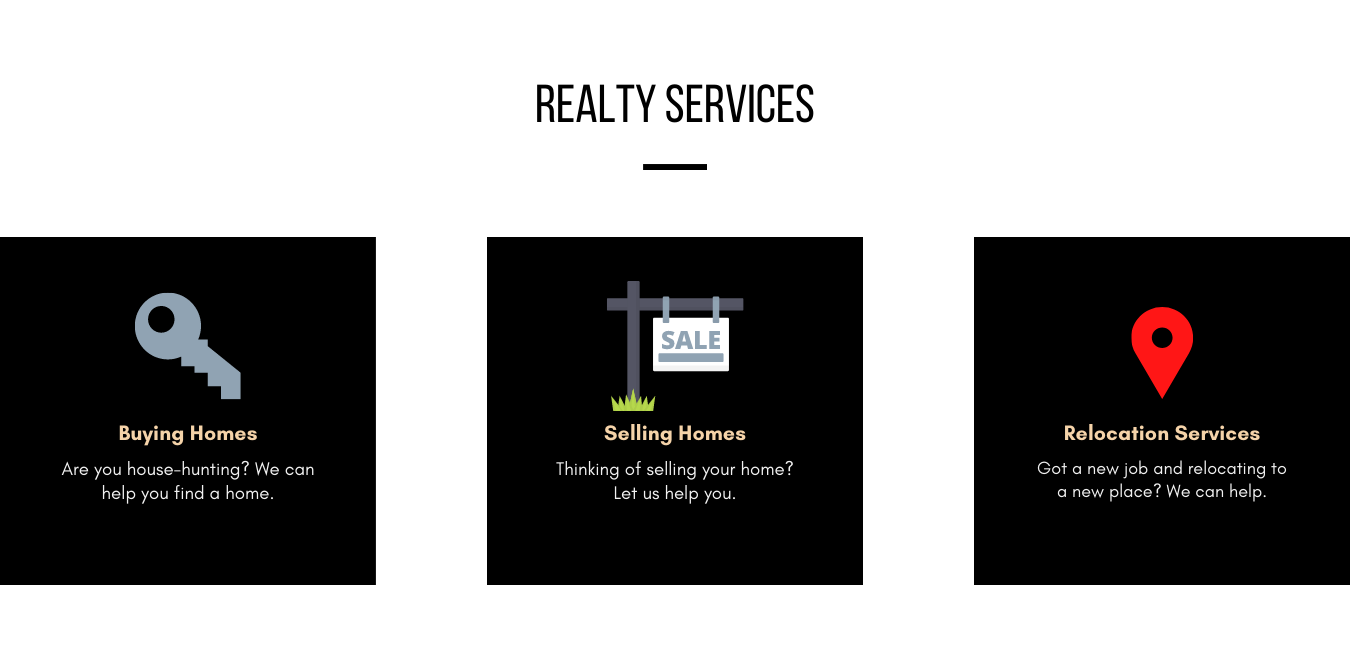 REALTY SERVICES
SALE
Buying Homes
Are you house-hunting? We can
help you find a home.
Selling Homes
Thinking of selling your home?
Let us help you.
Relocation Services
Got a new job and relocating to
a new place? We can help.